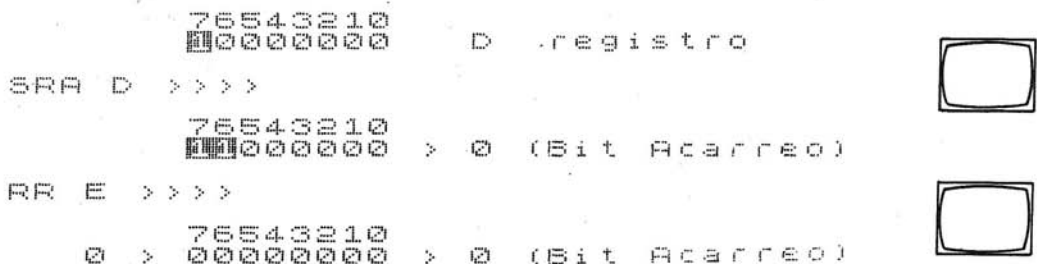 76543210
10000000 D .registro
SRA D >>>>
76543210
11000000 > 0 (Bit Acarreo)
RR E >>>>
76543210
0 > 00000000 > 0 (Bit Acarreo)